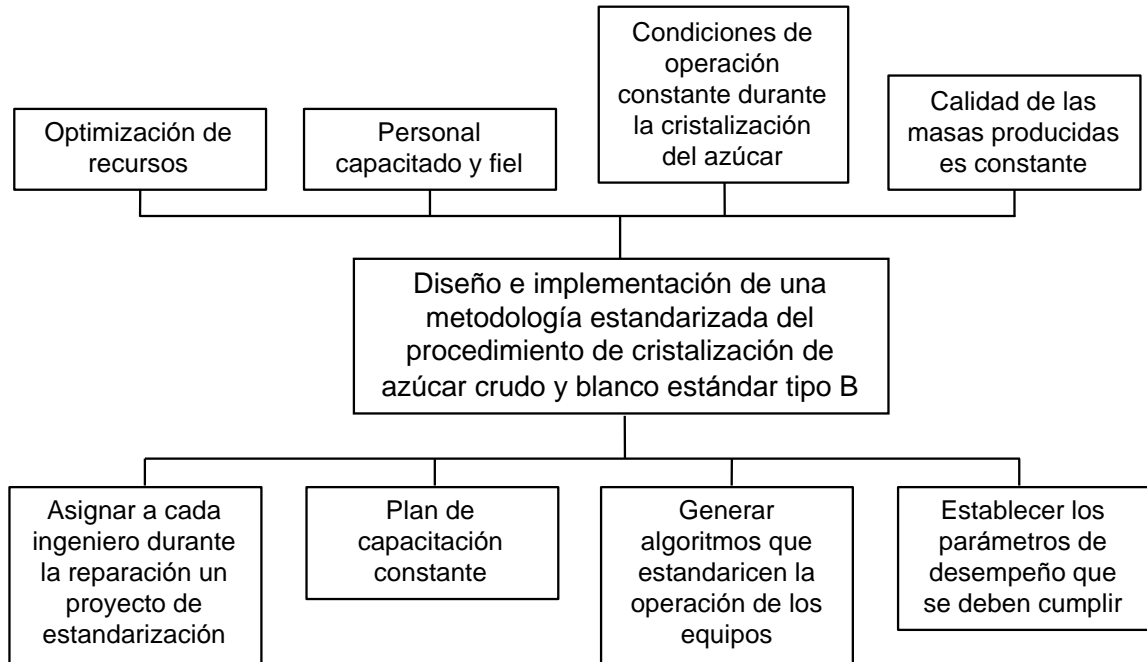 Optimización de
recursos
Personal
capacitado y fiel
Condiciones de
operación
constante durante
la cristalización
del azúcar
Calidad de las
masas producidas
es constante
Diseño e implementación de una
metodología estandarizada del
procedimiento de cristalización de
azúcar crudo y blanco estándar tipo B
Asignar a cada
ingeniero durante
la reparación un
proyecto de
estandarización
Plan de
capacitación
constante
Generar
algoritmos que
estandaricen la
operación de los
equipos
Establecer los
parámetros de
desempeño que
se deben cumplir